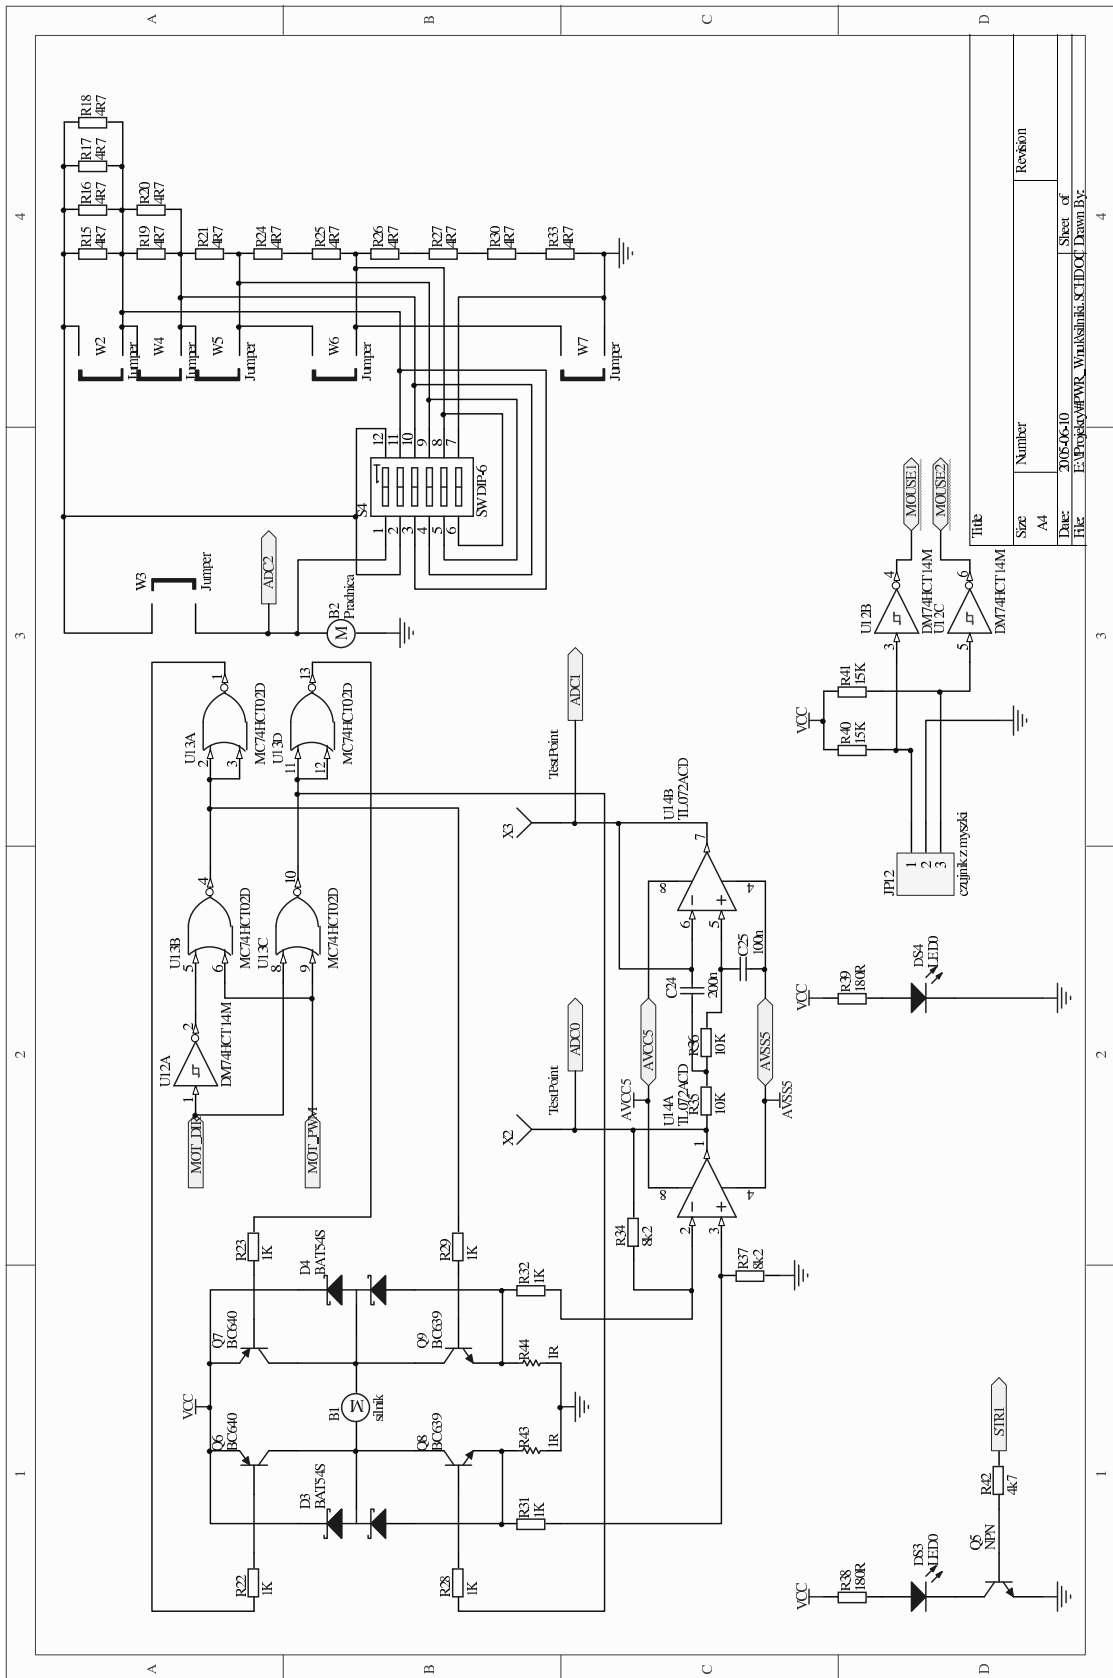 A
B
C
D
1
2
3
4
R22
1K
D3
BAT54S
VCC
Q6
BC640
Q7
BC640
D4
BAT54S
R23
1K
B1
silnik
M
R28
1K
Q8
BC639
Q9
BC639
R29
1K
R31
1K
R43
1R
R44
1R
R32
1K
MOT_DIR
MOT_PWM
U12A
1
2
DM74HCT14M
U13B
5
6
4
MC74HCT02D
U13C
8
9
10
MC74HCT02D
U13A
2
3
1
MC74HCT02D
U13D
11
12
13
MC74HCT02D
W3
Jumper
ADC2
B2
Pradnica
M
S4
1
2
3
4
5
6
12
11
10
9
8
7
SW DIP-6
W2
Jumper
W4
Jumper
W5
Jumper
W6
Jumper
W7
Jumper
R15
4R7
R16
4R7
R17
4R7
R18
4R7
R19
4R7
R20
4R7
R21
4R7
R24
4R7
R25
4R7
R26
4R7
R27
4R7
R30
4R7
R33
4R7
X2
TestPoint
ADC0
X3
TestPoint
ADC1
R34
8k2
R37
8k2
AVCC5
AVCC5
U14A
TL072ACD
2
3
1
8
4
R35
10K
R36
10K
C24
200n
C25
100n
AVSS5
AVSS5
U14B
TL072ACD
6
5
7
8
4
VCC
R38
180R
DS3
LED0
Q5
NPN
R42
4k7
STR1
VCC
R39
180R
DS4
LED0
JP12
1
2
3
czujnik z myszki
VCC
R40
15K
R41
15K
U12B
3
4
DM74HCT14M
U12C
5
6
DM74HCT14M
MOUSE1
MOUSE2
Title
Size
A4
Number
Revision
Date:
2005-06-10
Sheet of
File:
Drawn By:
A
B
C
D
1
2
3
4